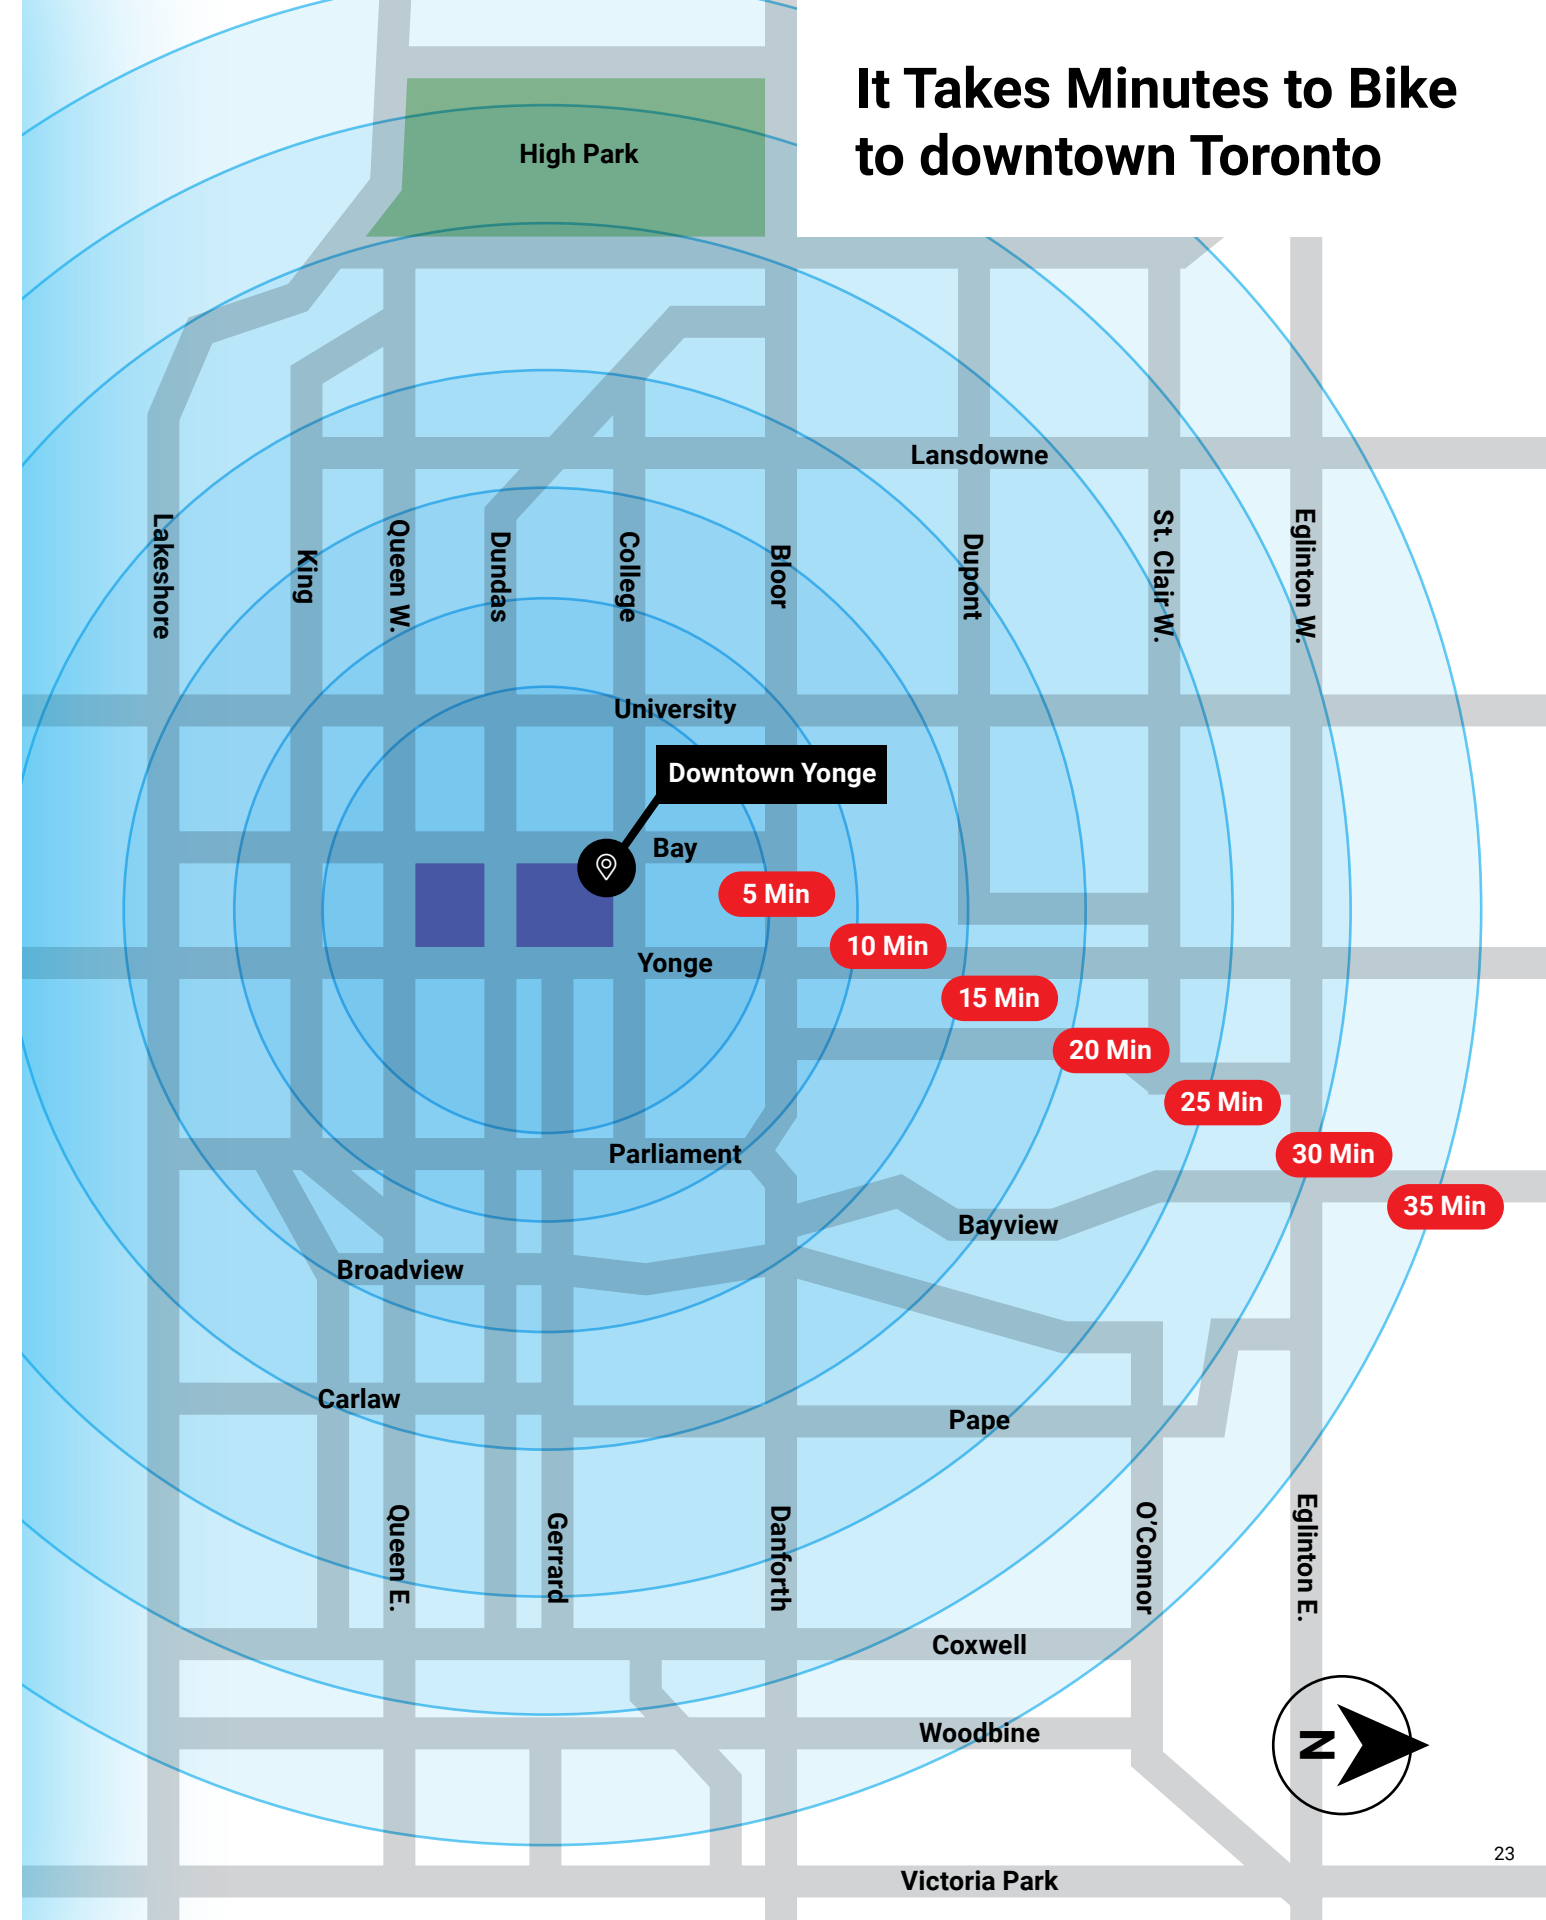 It Takes Minutes to Bike
to downtown Toronto
High Park
Lansdowne
Lakeshore
King
Queen W.
Dundas
College
Bloor
Dupont
St. Clair W.
Eglinton W.
University
Downtown Yonge
Bay
5 Min
10 Min
Yonge
15 Min
20 Min
25 Min
Parliament
30 Min
35 Min
Bayview
Broadview
Carlaw
Pape
Queen E.
Gerrard
Danforth
O'Connor
Eglinton E.
Coxwell
Woodbine
N
23
Victoria Park